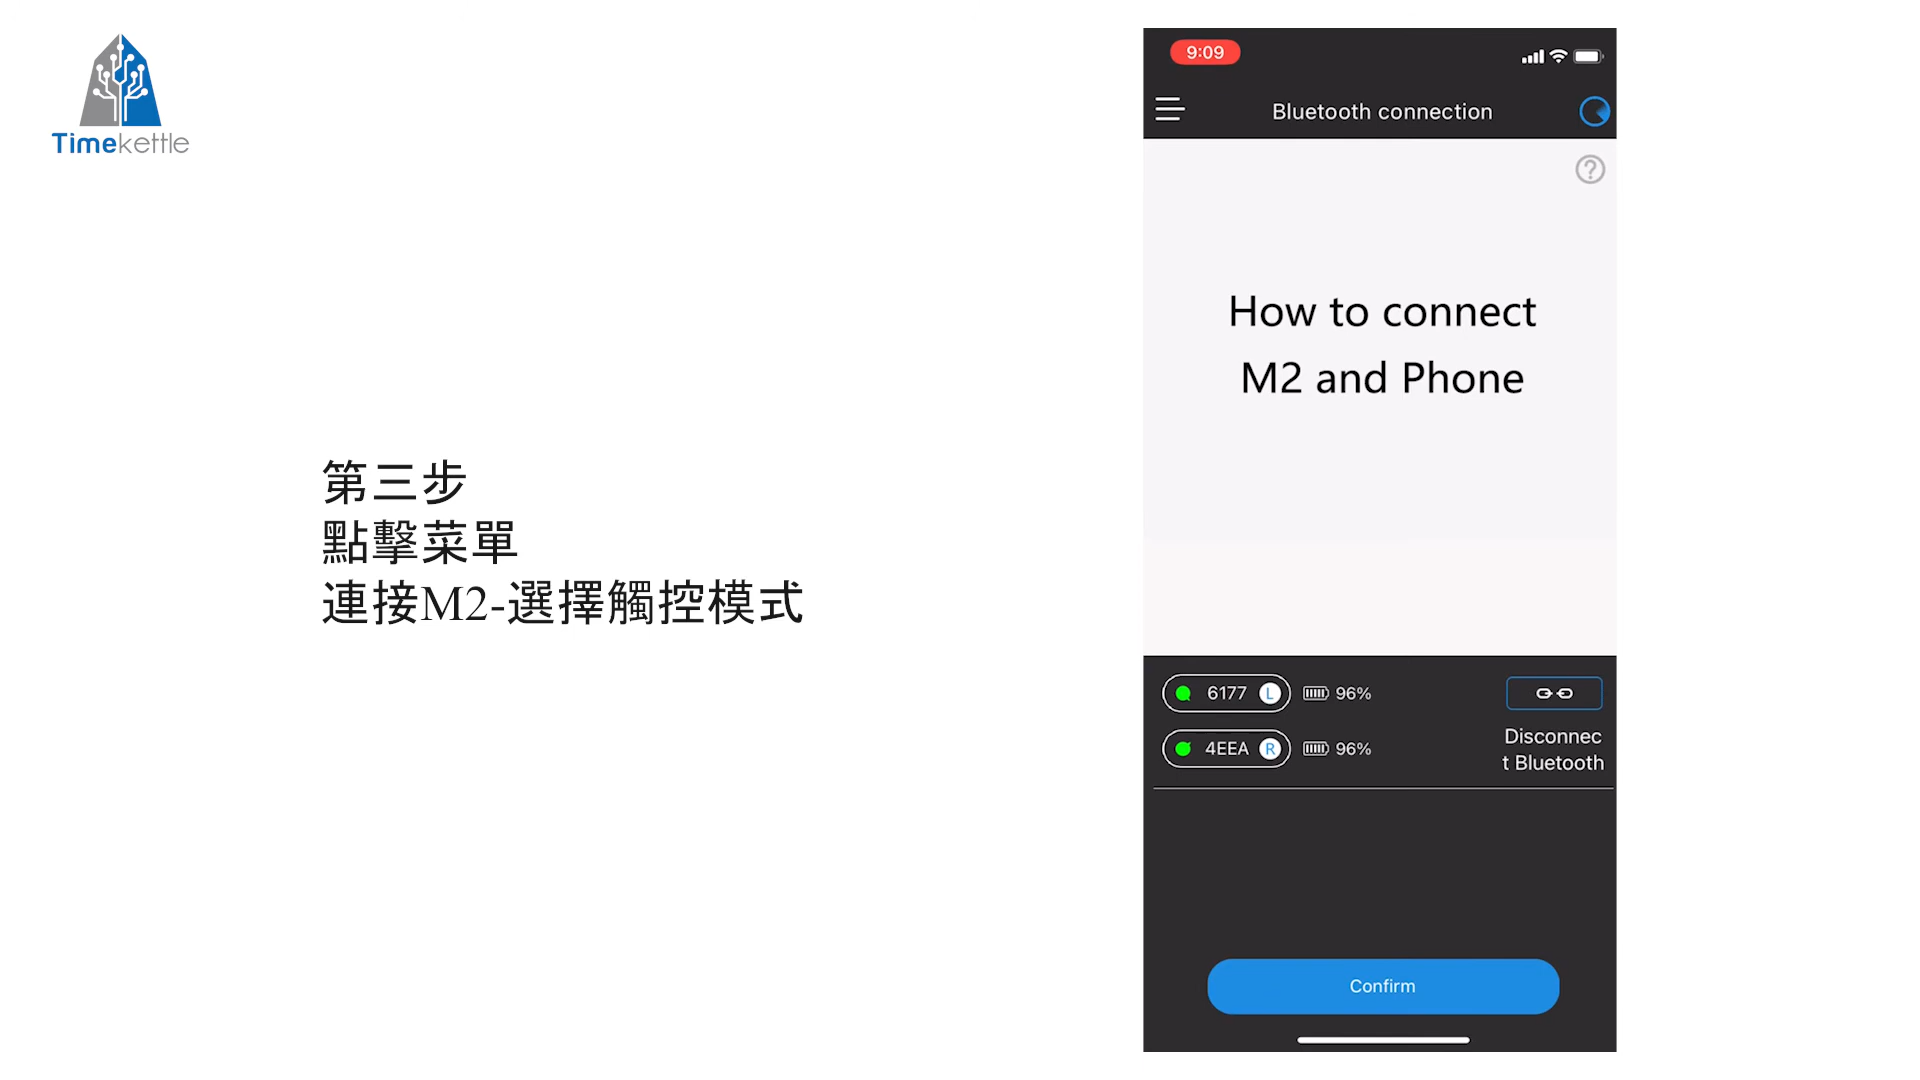 Timekettle
第三步
點擊菜單
連接M2-選擇觸控模式
9:09
Bluetooth connection
?
How to connect
M2 and Phone
6177 L 96%
4EEA R 96%
Disconnec
t Bluetooth
Confirm